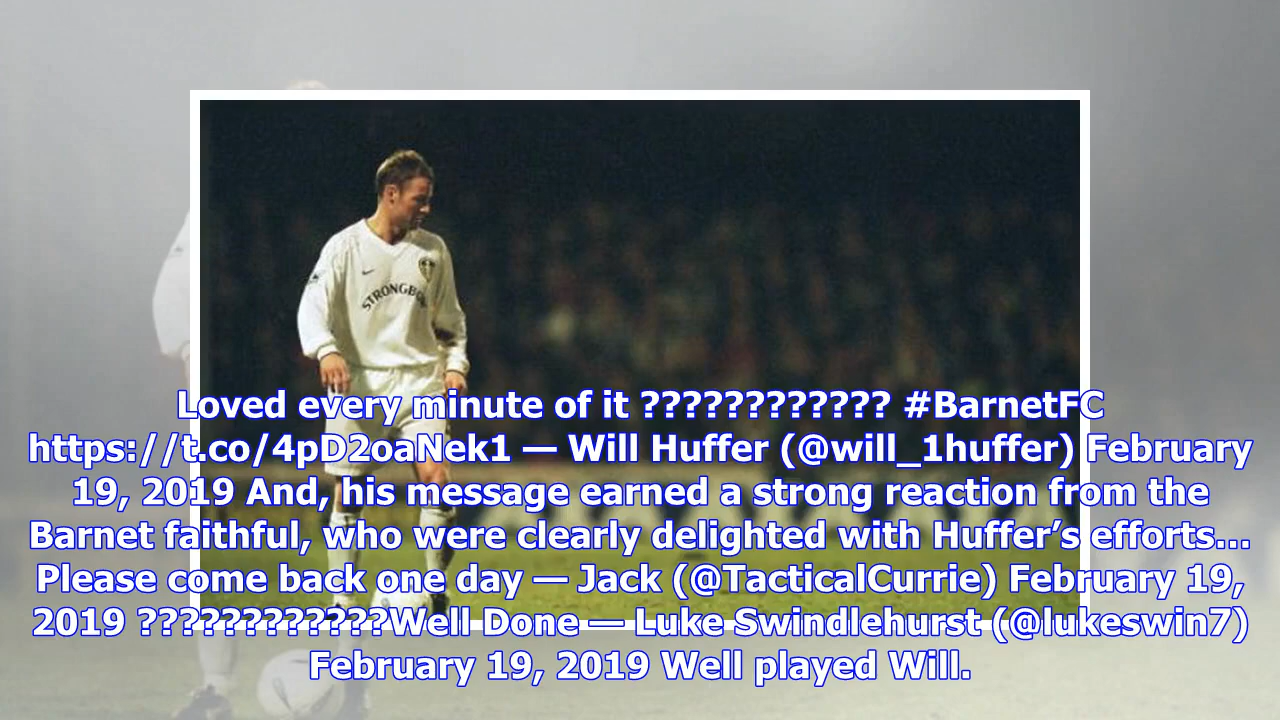 STRONGBOW
Loved every minute of it ???????????? #BarnetFC
https://t.co/4pD2oaNek1 — Will Huffer (@will_1huffer) February
19, 2019 And, his message earned a strong reaction from the
Barnet faithful, who were clearly delighted with Huffer’s efforts...
Please come back one day — Jack (@TacticalCurrie) February 19,
2019 ????????????Well Done — Luke Swindlehurst (@lukeswin7)
February 19, 2019 Well played Will.